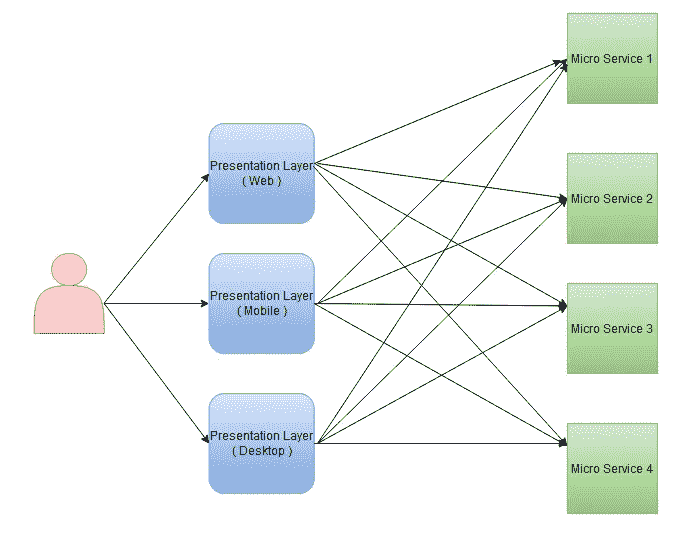 Presentation Layer
( Web )
Presentation Layer
( Mobile )
Presentation Layer
( Desktop )
Micro Service 1
Micro Service 2
Micro Service 3
Micro Service 4